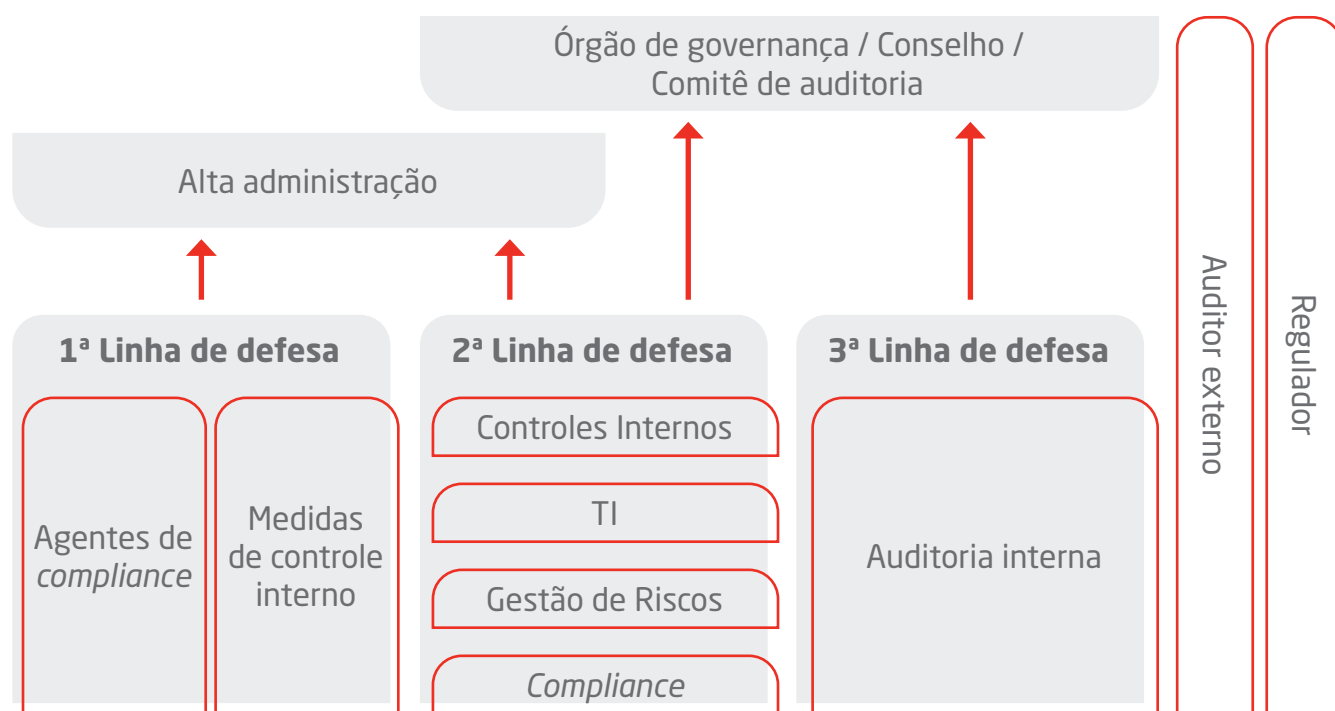 Órgão de governança / Conselho /
Comitê de auditoria
Alta administração
1ª Linha de defesa
Agentes de
compliance
Medidas
de controle
interno
2ª Linha de defesa
Controles Internos
TI
Gestão de Riscos
Compliance
3ª Linha de defesa
Auditoria interna
Auditor externo
Regulador